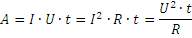 A = I · U · t = I² · R · t = U² · t / R